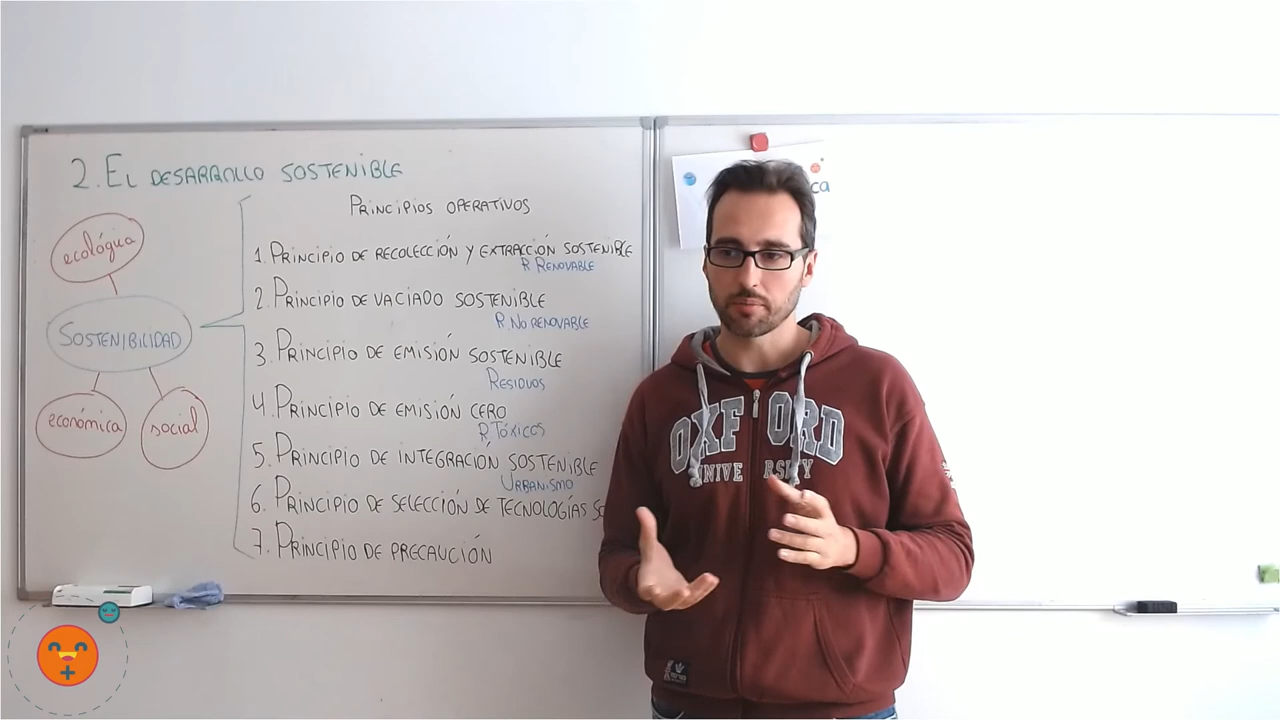 2. El desarrollo sostenible
ecológica
Sostenibilidad
económica
social
Principios operativos
1. Principio de recolección y extracción sostenible
R Renovable
2. Principio de vaciado sostenible
R No renovable
3. Principio de emisión sostenible
Residuos
4. Principio de emisión cero
R Tóxicos
5. Principio de integración sostenible
Urbanismo
6. Principio de selección de tecnologías
7. Principio de precaución
OXFORD
UNIVERSITY